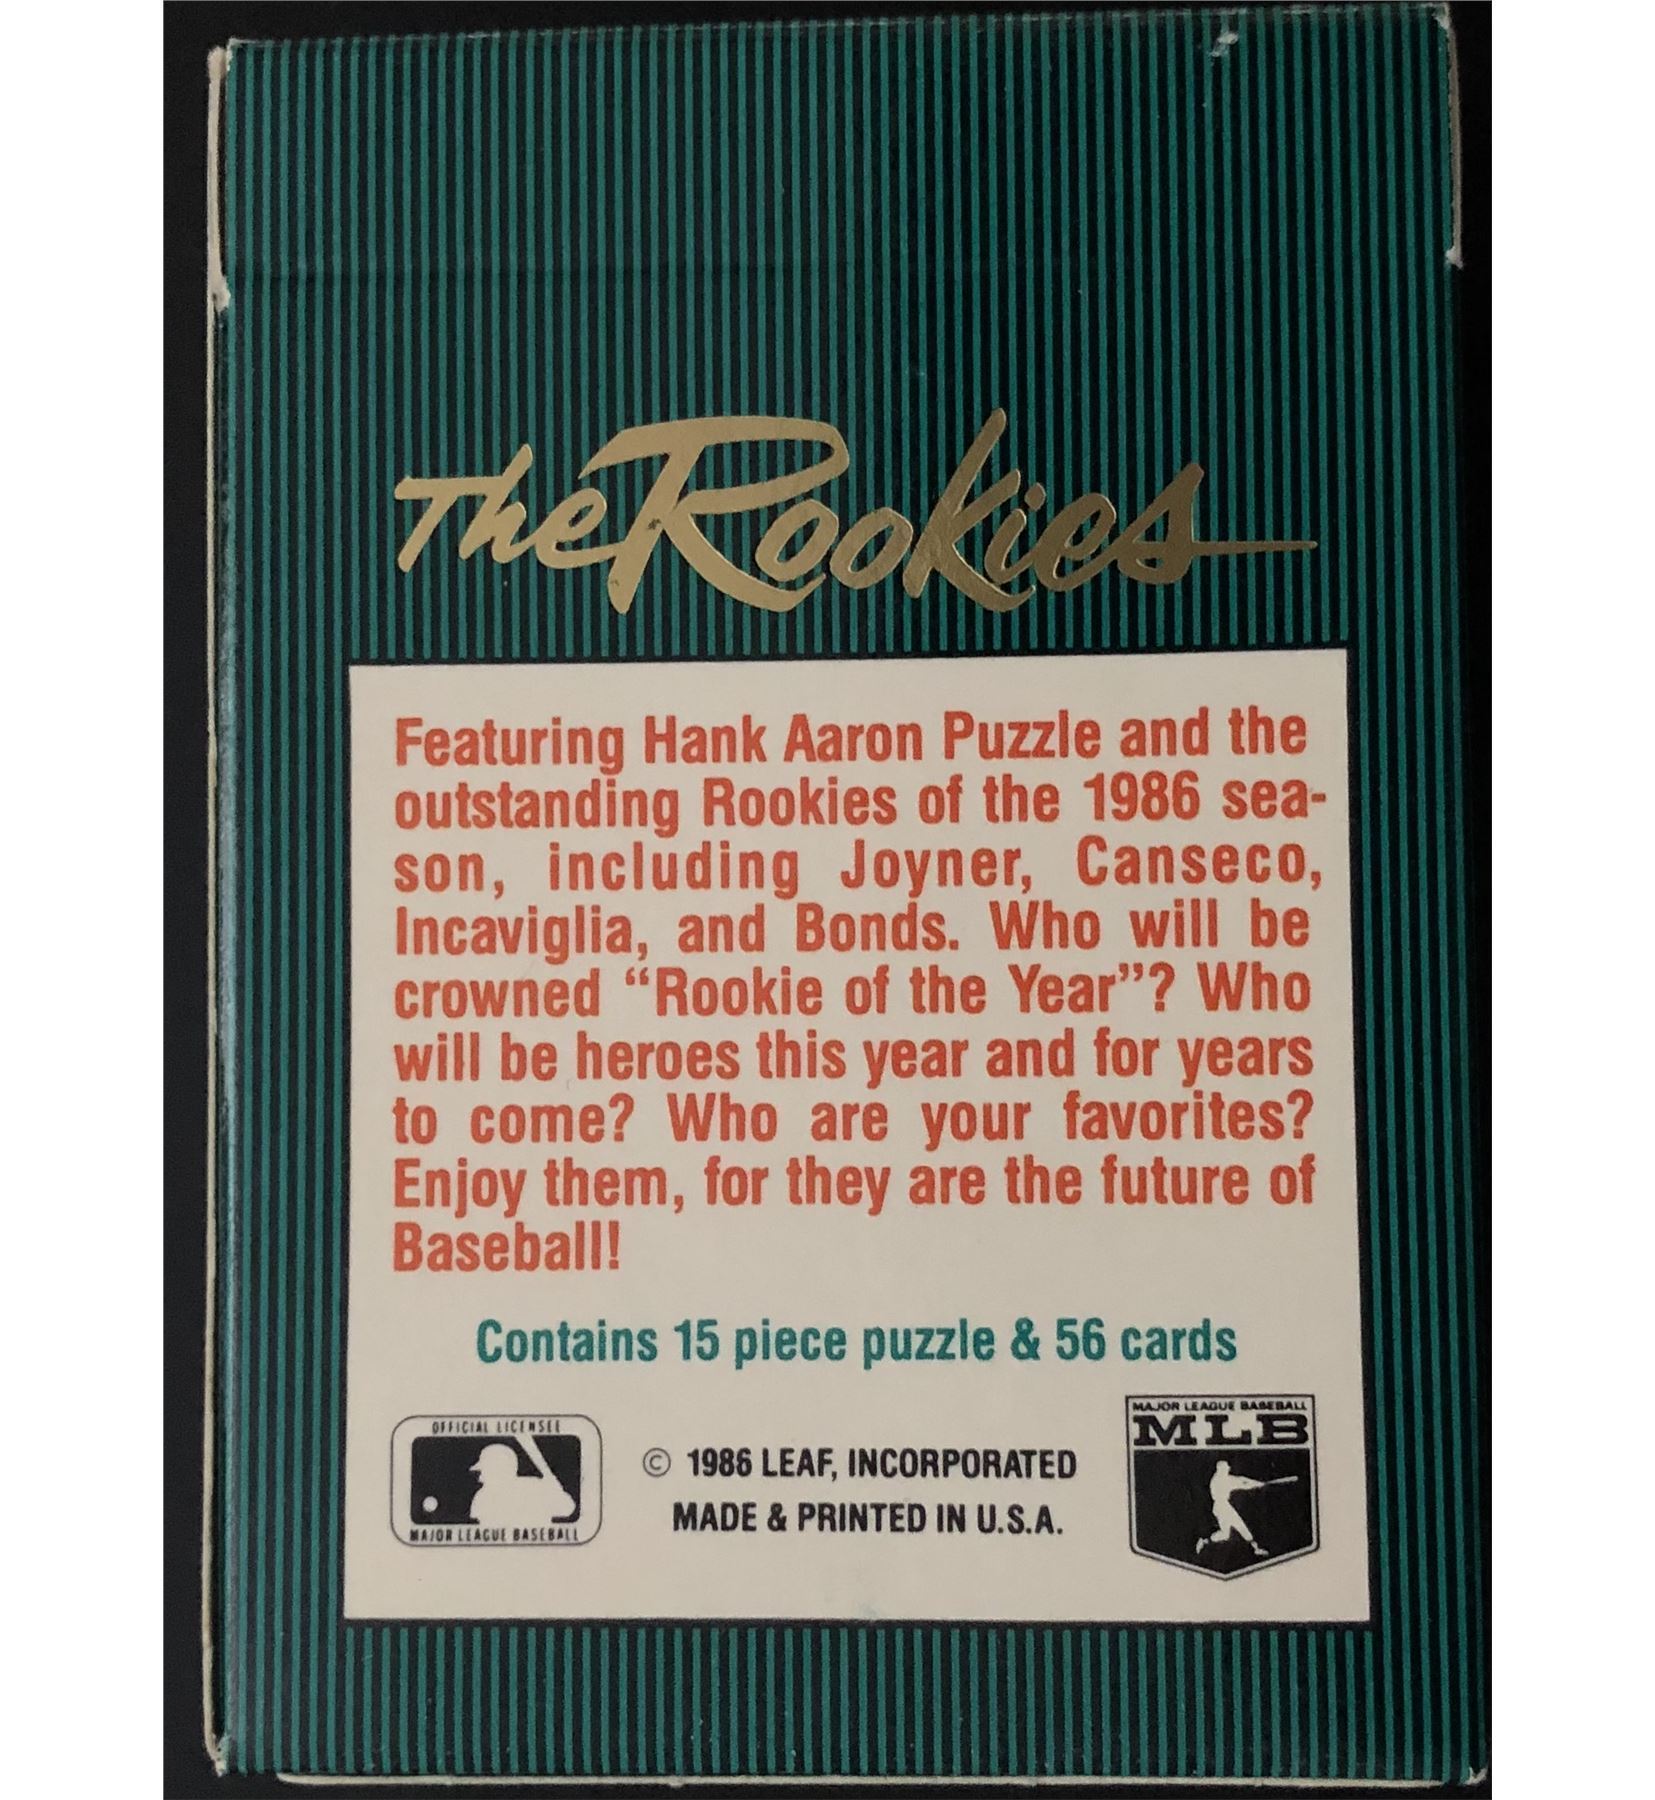 The Rookies
Featuring Hank Aaron Puzzle and the
outstanding Rookies of the 1986 sea-
son, including Joyner, Canseco,
Incaviglia, and Bonds. Who will be
crowned “Rookie of the Year”? Who
will be heroes this year and for years
to come? Who are your favorites?
Enjoy them, for they are the future of
Baseball!
Contains 15 piece puzzle & 56 cards
OFFICIAL LICENSEE
MAJOR LEAGUE BASEBALL
© 1986 LEAF, INCORPORATED
MADE & PRINTED IN U.S.A.
MAJOR LEAGUE BASEBALL
MLB